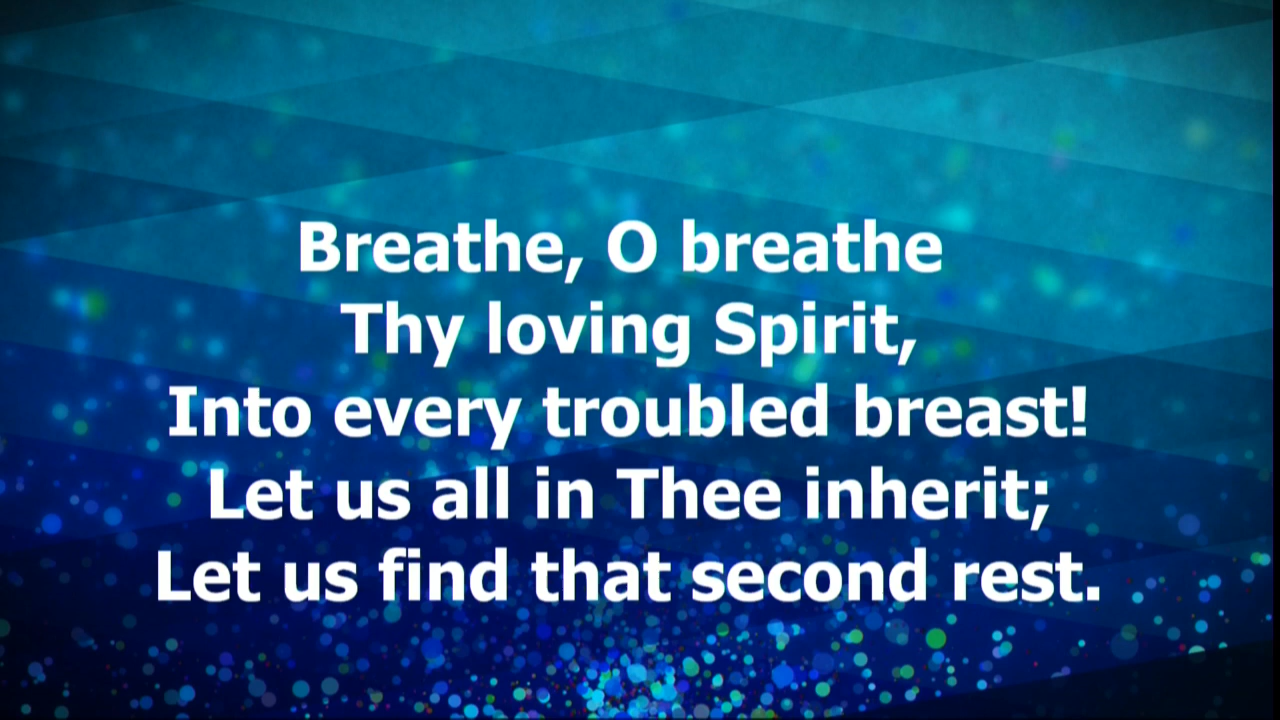 Breathe, O breathe
Thy loving Spirit,
Into every troubled breast!
Let us all in Thee inherit;
Let us find that second rest.